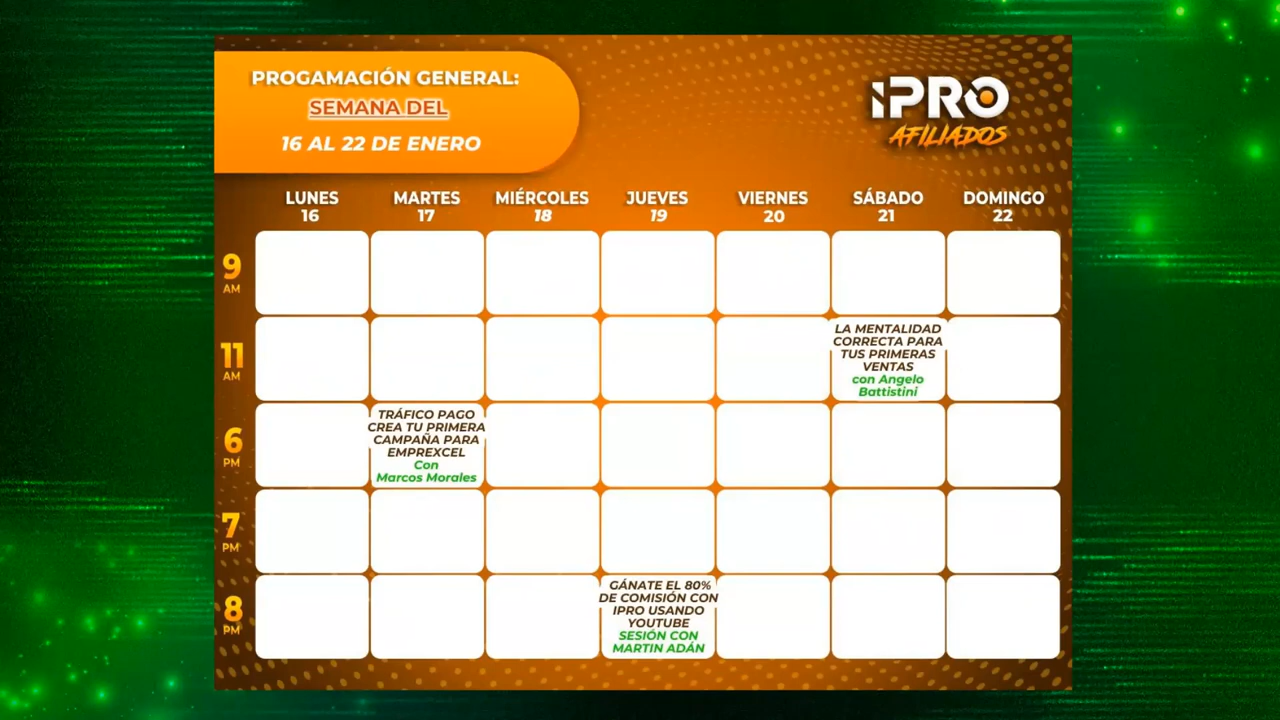 PROGAMACIÓN GENERAL:
SEMANA DEL
16 AL 22 DE ENERO
iPRO
AFILIADOS
LUNES MARTES MIÉRCOLES JUEVES VIERNES SÁBADO DOMINGO
16 17 18 19 20 21 22
9
AM
11
AM
LA MENTALIDAD
CORRECTA PARA
TUS PRIMERAS
VENTAS
con Angelo
Battistini
6
PM
TRÁFICO PAGO
CREA TU PRIMERA
CAMPAÑA PARA
EMPREXCEL
Con
Marcos Morales
7
PM
8
PM
GÁNATE EL 80%
DE COMISIÓN CON
IPRO USANDO
YOUTUBE
SESIÓN CON
MARTIN ADÁN